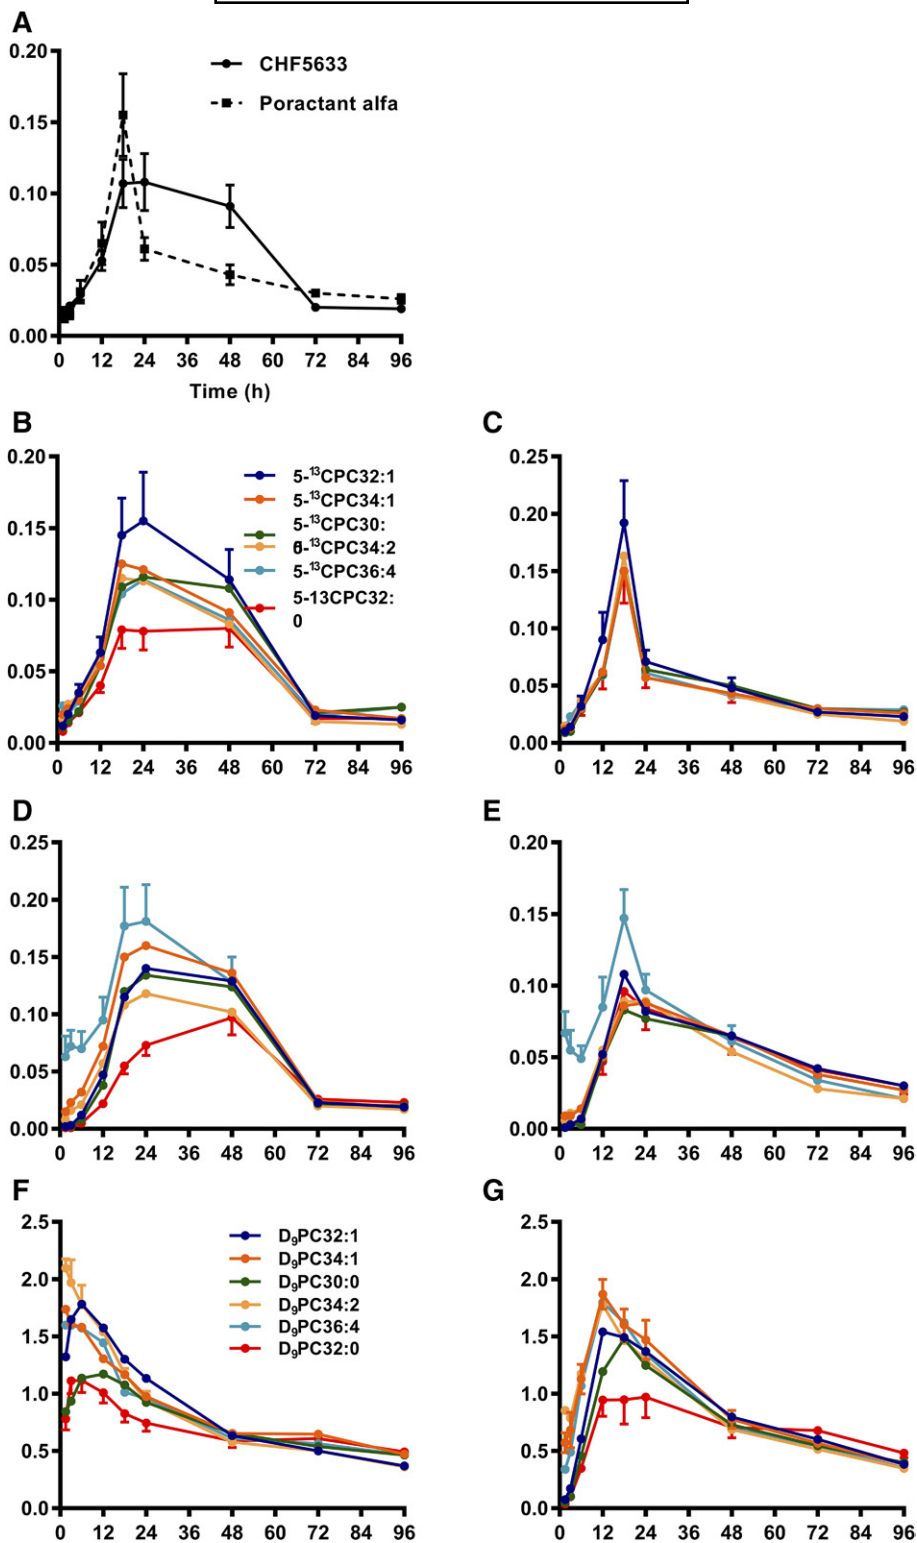 A
0.20
CHF5633
Poractant alfa
0.15
0.10
0.05
0.00
0 12 24 36 48 60 72 84 96
Time (h)
B
0.20
5-¹³CPC32:1
5-¹³CPC34:1
5-¹³CPC30:
0.15
5-¹³CPC34:2
5-¹³CPC36:4
5-13CPC32:
0
0.10
0.05
0.00
0 12 24 36 48 60 72 84 96
C
0.25
0.20
0.15
0.10
0.05
0.00
0 12 24 36 48 60 72 84 96
D
0.25
0.20
0.15
0.10
0.05
0.00
0 12 24 36 48 60 72 84 96
E
0.20
0.15
0.10
0.05
0.00
0 12 24 36 48 60 72 84 96
F
2.5
D₉PC32:1
D₉PC34:1
D₉PC30:0
D₉PC34:2
D₉PC36:4
D₉PC32:0
2.0
1.5
1.0
0.5
0.0
0 12 24 36 48 60 72 84 96
G
2.5
2.0
1.5
1.0
0.5
0.0
0 12 24 36 48 60 72 84 96